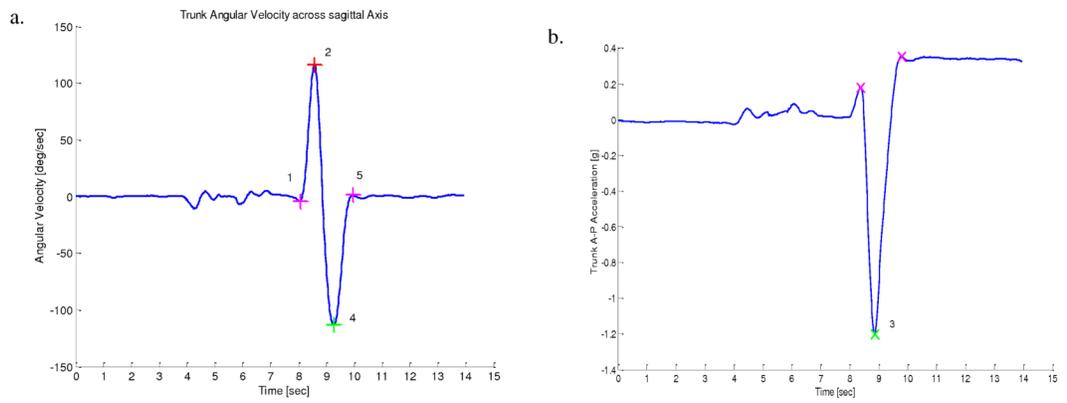 a.
Trunk Angular Velocity across sagittal Axis
Angular Velocity [deg/sec]
150
100
50
0
-50
-100
-150
1
2
4
5
0 1 2 3 4 5 6 7 8 9 10 11 12 13 14 15
Time [sec]
b.
Trunk A-P Acceleration [g]
0.4
0.2
0
-0.2
-0.4
-0.6
-0.8
-1
-1.2
-1.4
3
0 1 2 3 4 5 6 7 8 9 10 11 12 13 14 15
Time [sec]